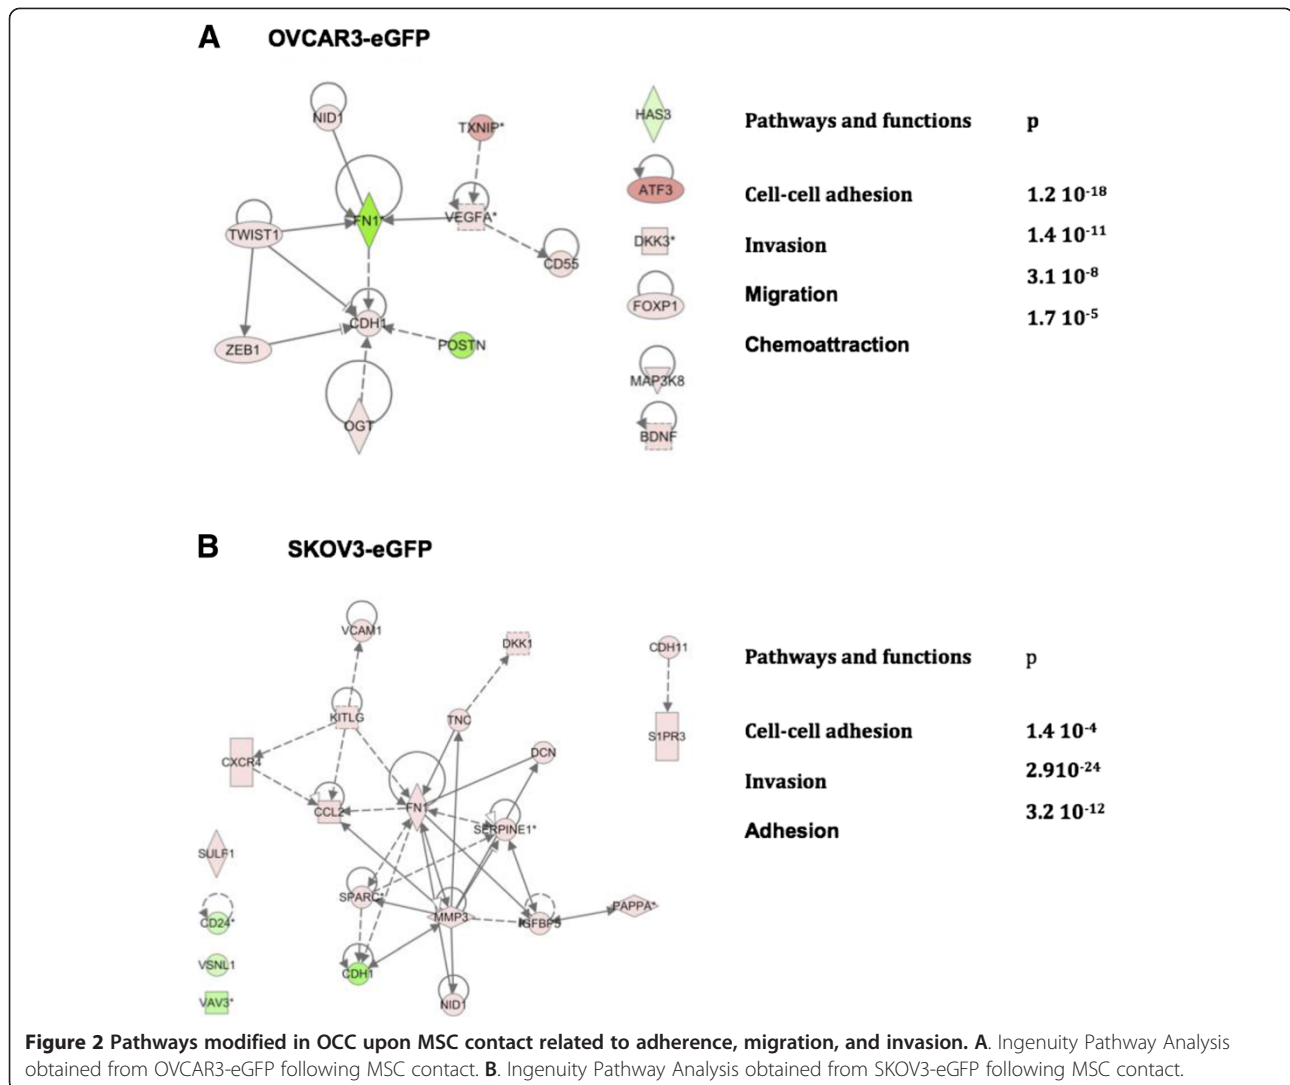 A OVCAR3-eGFP
NID1
TXNIP*
HAS3
Pathways and functions p
ATF3
Cell-cell adhesion 1.2 10-18
FN1*
VEGFA*
TWIST1
DKK3*
Invasion 1.4 10-11
CD55
Migration 3.1 10-8
FOXP1
CDH1
1.7 10-5
ZEB1
POSTN
Chemoattraction
MAP3K8
OGT
BDNF
B SKOV3-eGFP
VCAM1
DKK1
CDH11
Pathways and functions p
KITLG
TNC
S1PR3
Cell-cell adhesion 1.4 10-4
CXCR4
DCN
Invasion 2.910-24
CCL2
FN1
SERPINE1*
Adhesion 3.2 10-12
SULF1
SPARC*
MMP3
IGFBP5
PAPPA*
CD24*
VSNL1
CDH1
VAV3*
NID1
Figure 2 Pathways modified in OCC upon MSC contact related to adherence, migration, and invasion. A. Ingenuity Pathway Analysis
obtained from OVCAR3-eGFP following MSC contact. B. Ingenuity Pathway Analysis obtained from SKOV3-eGFP following MSC contact.